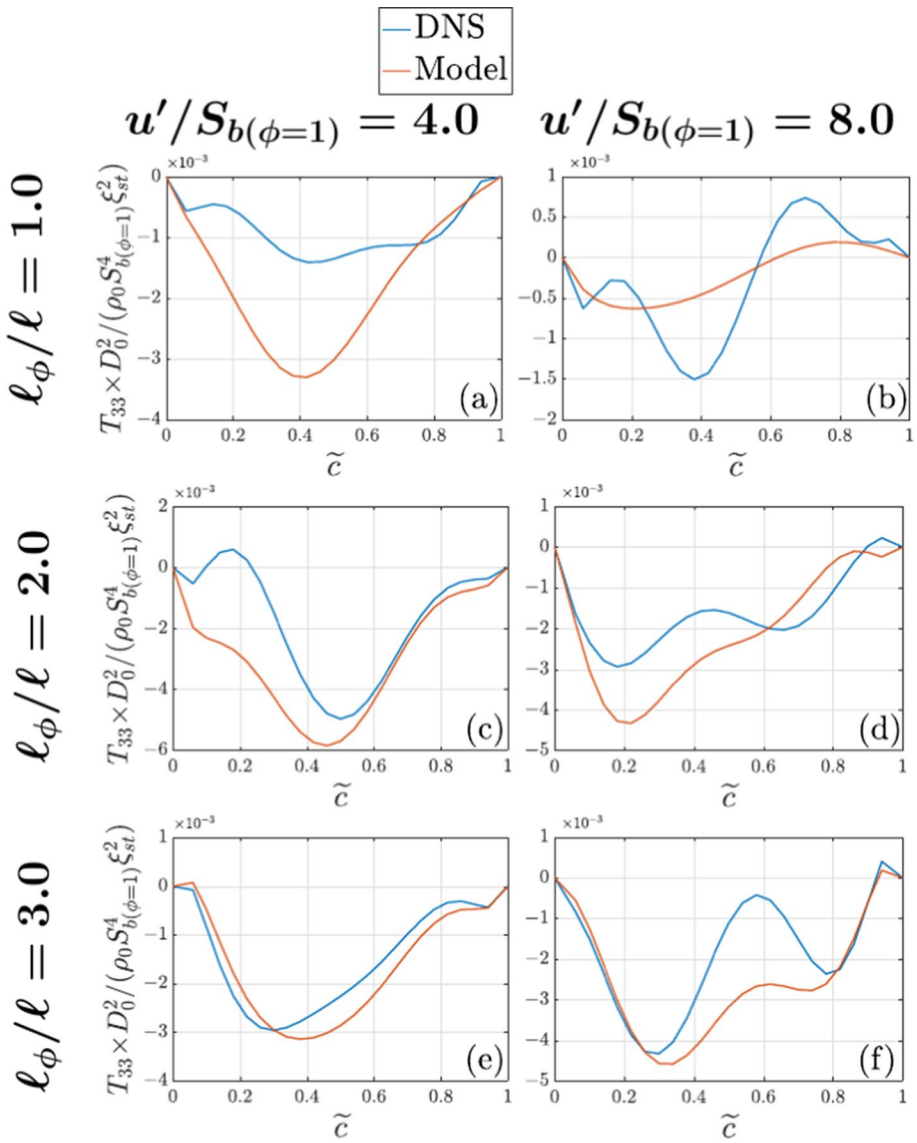 DNS
Model
u′/S_{b(ϕ=1)} = 4.0 u′/S_{b(ϕ=1)} = 8.0
ℓ_ϕ/ℓ = 1.0
T_{33} × D_0^2/(ρ_0 S_{b(ϕ=1)}^4 ξ_{st}^2)
×10^{−3}
0
−1
−2
−3
−4
0 0.2 0.4 0.6 0.8 1
c̃
(a)
×10^{−3}
1
0.5
0
−0.5
−1
−1.5
−2
0 0.2 0.4 0.6 0.8 1
c̃
(b)
ℓ_ϕ/ℓ = 2.0
T_{33} × D_0^2/(ρ_0 S_{b(ϕ=1)}^4 ξ_{st}^2)
×10^{−3}
2
0
−2
−4
−6
0 0.2 0.4 0.6 0.8 1
c̃
(c)
×10^{−3}
1
0
−1
−2
−3
−4
−5
0 0.2 0.4 0.6 0.8 1
c̃
(d)
ℓ_ϕ/ℓ = 3.0
T_{33} × D_0^2/(ρ_0 S_{b(ϕ=1)}^4 ξ_{st}^2)
×10^{−3}
1
0
−1
−2
−3
−4
0 0.2 0.4 0.6 0.8 1
c̃
(e)
×10^{−3}
1
0
−1
−2
−3
−4
−5
0 0.2 0.4 0.6 0.8 1
c̃
(f)